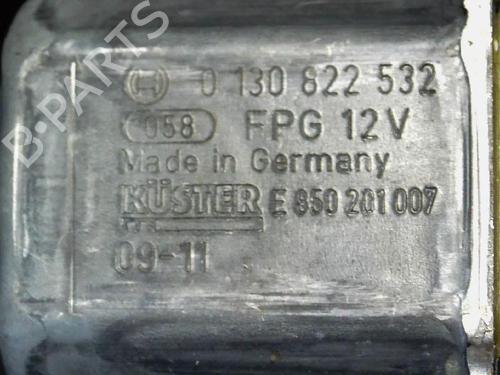 0 130 822 532
058 FPG 12V
Made in Germany
KÜSTER E 850 201 007
09-11
B-PARTS